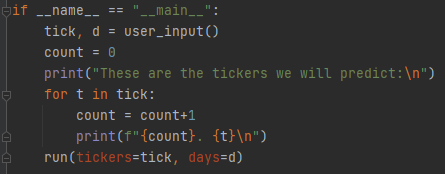 if __name__ == "__main__":
    tick, d = user_input()
    count = 0
    print("These are the tickers we will predict:\n")
    for t in tick:
        count = count+1
        print(f"{count}. {t}\n")
    run(tickers=tick, days=d)